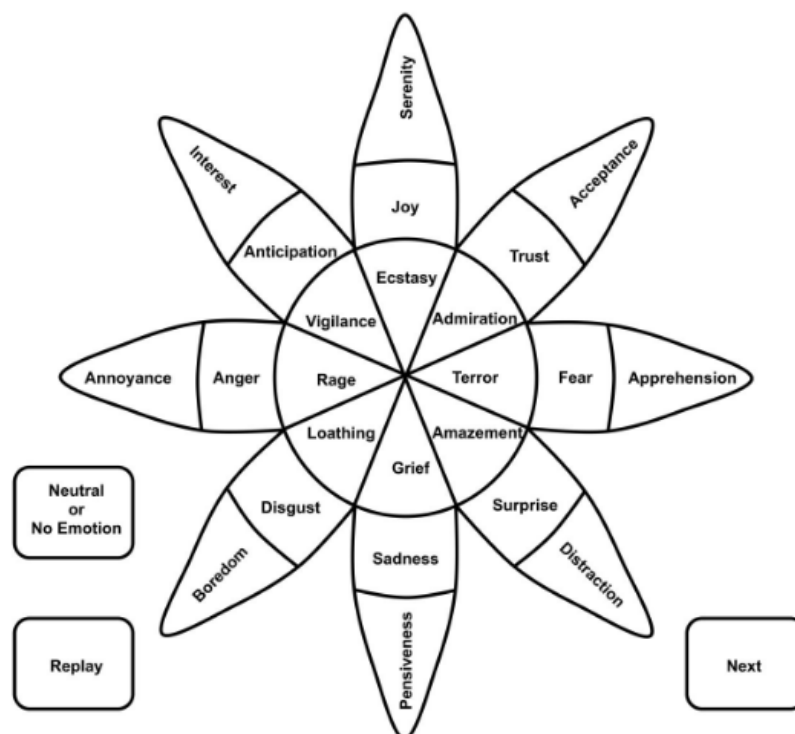 Serenity
Interest
Acceptance
Joy
Anticipation
Trust
Ecstasy
Vigilance
Admiration
Annoyance
Anger
Rage
Terror
Fear
Apprehension
Loathing
Amazement
Grief
Disgust
Surprise
Neutral
or
No Emotion
Boredom
Sadness
Distraction
Pensiveness
Replay
Next